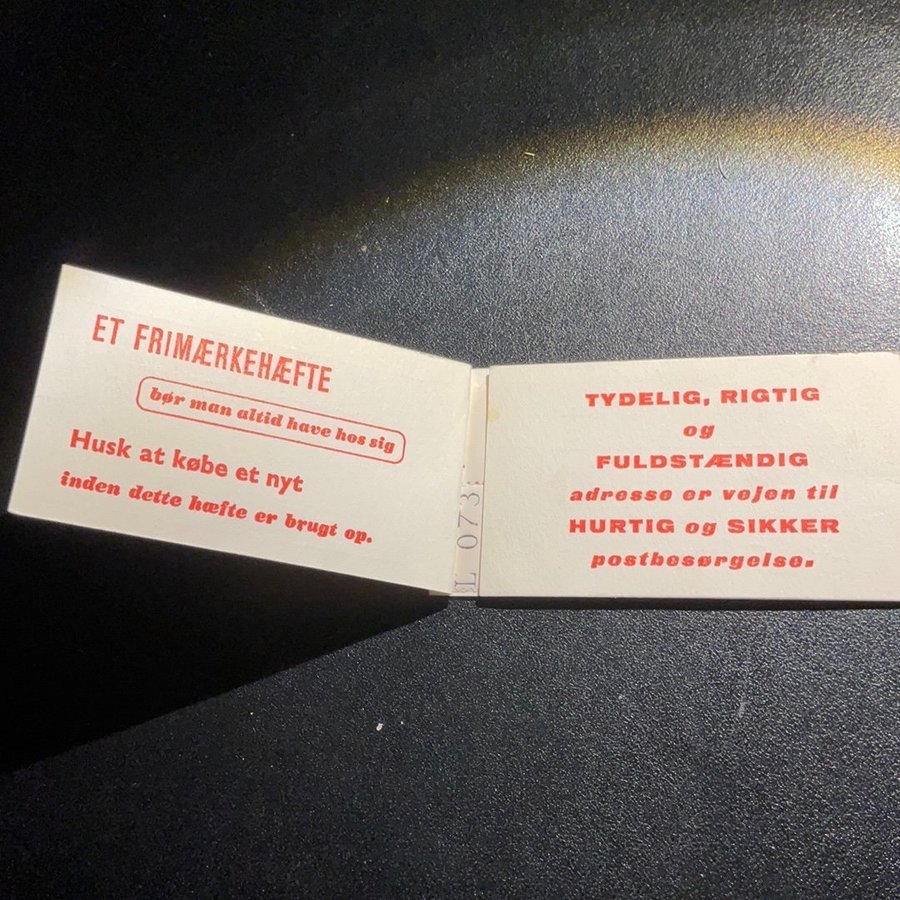 ET FRIMÆRKEHÆFTE
bør man altid have hos sig
Husk at købe et nyt
inden dette hæfte er brugt op.
L 073
TYDELIG, RIGTIG
og
FULDSTÆNDIG
adresse er vejen til
HURTIG og SIKKER
postbesørgelse.